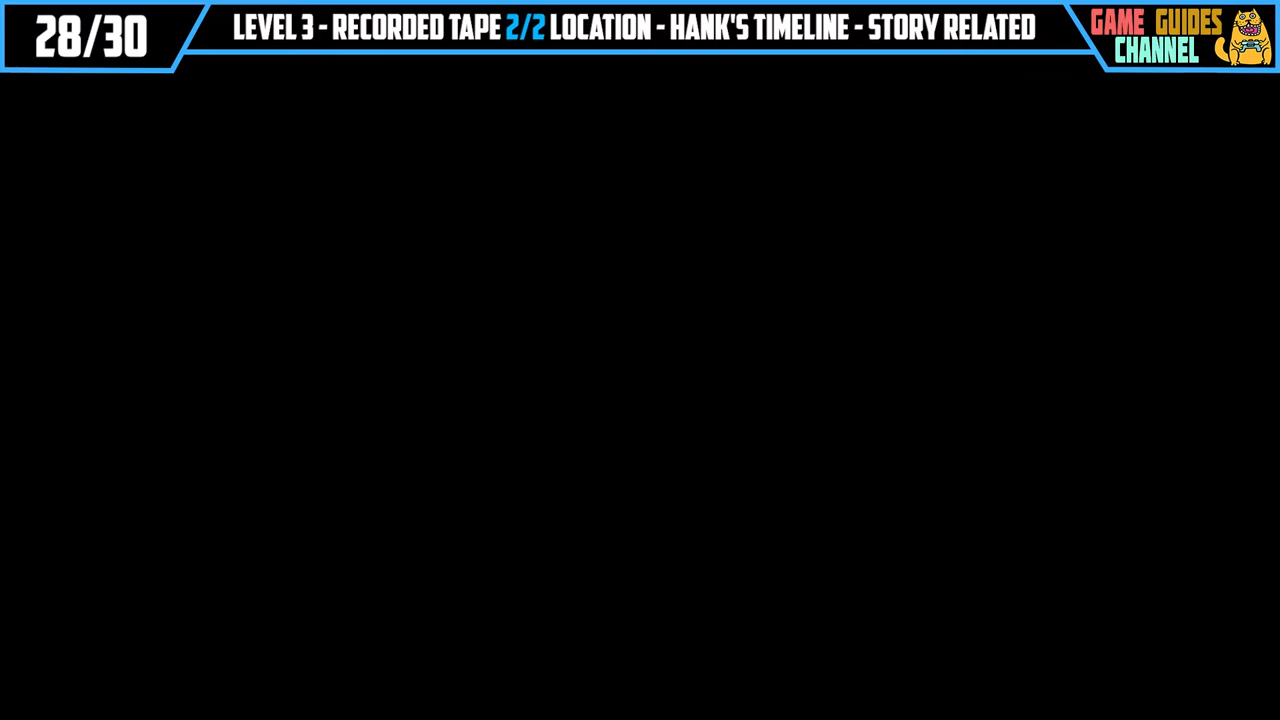 28/30
LEVEL 3 - RECORDED TAPE 2/2 LOCATION - HANK'S TIMELINE - STORY RELATED
GAME GUIDES
CHANNEL